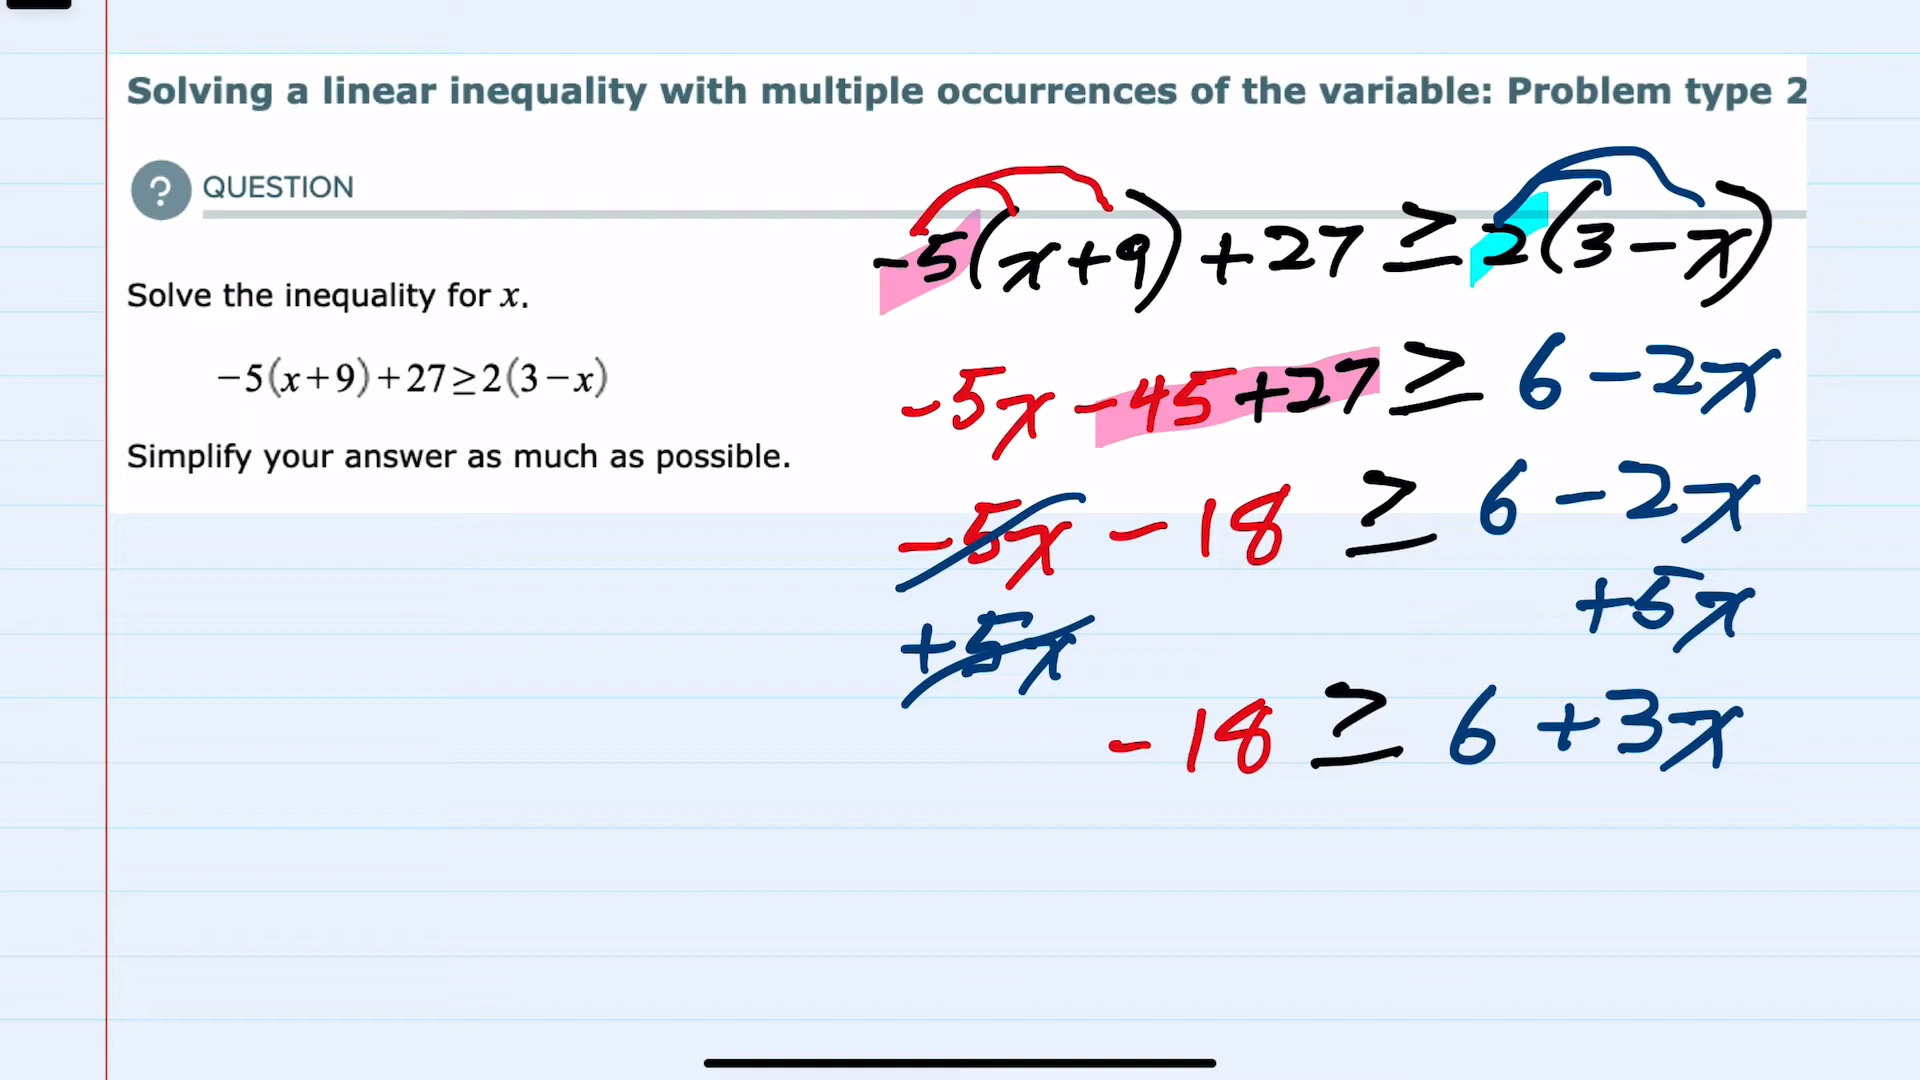 Solving a linear inequality with multiple occurrences of the variable: Problem type 2
? QUESTION
Solve the inequality for x.
−5(x+9)+27≥2(3−x)
Simplify your answer as much as possible.
-5(x+9)+27 ≥ 2(3-x)
-5x -45 +27 ≥ 6 -2x
-5x -18 ≥ 6 -2x
+5x +5x
-18 ≥ 6 +3x